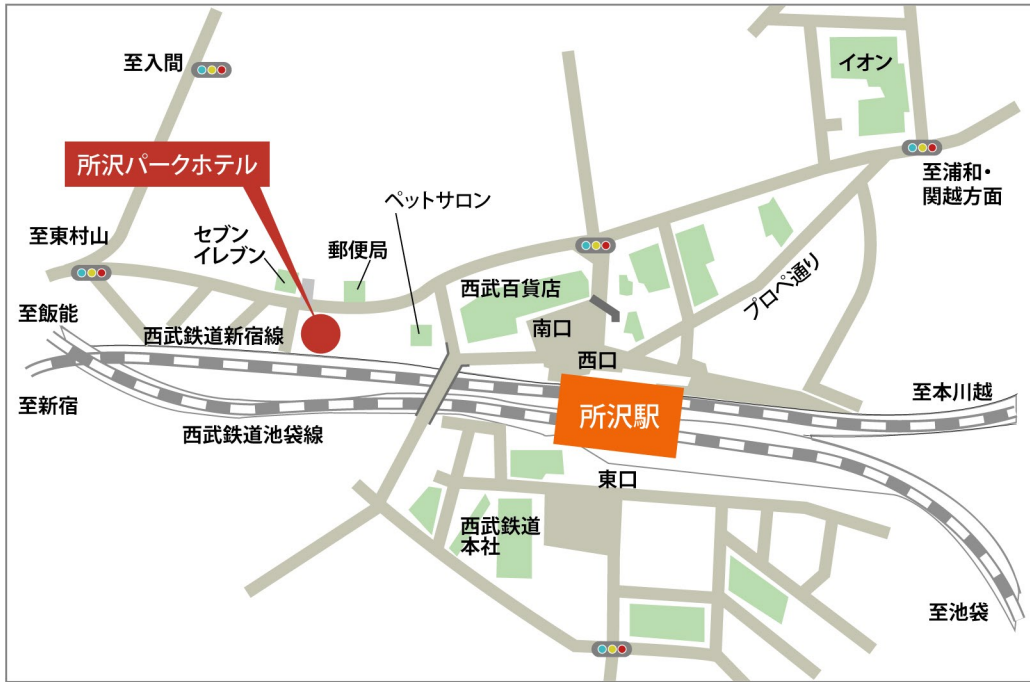 至入間
イオン
所沢パークホテル
至浦和・
関越方面
ペットサロン
至東村山
セブン
イレブン
郵便局
西武百貨店
プロペ通り
至飯能
西武鉄道新宿線
南口
西口
至新宿
西武鉄道池袋線
所沢駅
至本川越
東口
西武鉄道
本社
至池袋